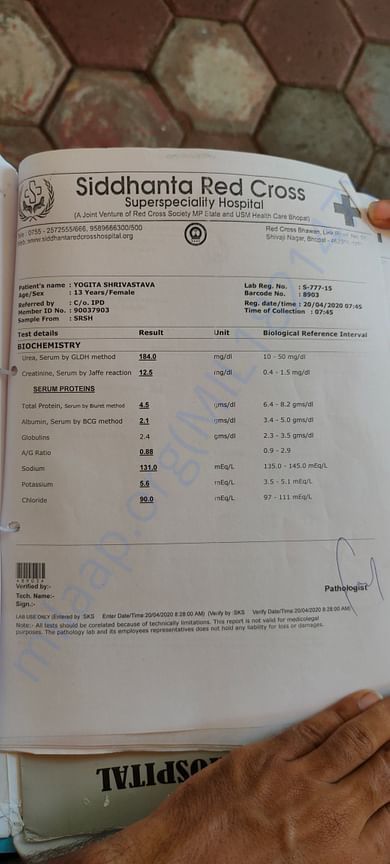 Siddhanta Red Cross
Superspeciality Hospital
(A Joint Venture of Red Cross Society MP State and USM Health Care Bhopal)
: 0755 - 2572555/666, 9589666300/500
www.siddhantaredcrosshospital.org
Red Cross Bhawan, Link Road No.
Shivaji Nagar, Bhopal -
Patient's name : YOGITA SHRIVASTAVA
Age/Sex : 13 Years/Female
Referred by : C/o. IPD
Member ID No. : 90037903
Sample From : SRSH
Lab Reg. No. : S-777-15
Barcode No. : 8903
Reg. date/time : 20/04/2020 07:45
Time of Collection : 07:45
Test details Result Unit Biological Reference Interval
BIOCHEMISTRY
Urea, Serum by GLDH method 184.0 mg/dl 10 - 50 mg/dl
Creatinine, Serum by Jaffe reaction 12.5 mg/dl 0.4 - 1.5 mg/dl
SERUM PROTEINS
Total Protein, Serum by Biuret method 4.5 gms/dl 6.4 - 8.2 gms/dl
Albumin, Serum by BCG method 2.1 gms/dl 3.4 - 5.0 gms/dl
Globulins 2.4 gms/dl 2.3 - 3.5 gms/dl
A/G Ratio 0.88 0.9 - 2.9
Sodium 131.0 mEq/L 135.0 - 145.0 mEq/L
Potassium 5.6 mEq/L 3.5 - 5.1 mEq/L
Chloride 90.0 mEq/L 97 - 111 mEq/L
Verified by:-
Tech. Name:-
Sign.:-
Pathologist
LAB USE ONLY (Entered by :SKS Enter Date/Time:20/04/2020 8:28:00 AM) (Verify by :SKS Verify Date/Time:20/04/2020 8:28:00 AM)
Note:- All tests should be corelated because of technically limitations. This report is not valid for medicolegal
purposes. The pathology lab and its employees representatives does not hold any liability for loss or damages.
HOSPITAL